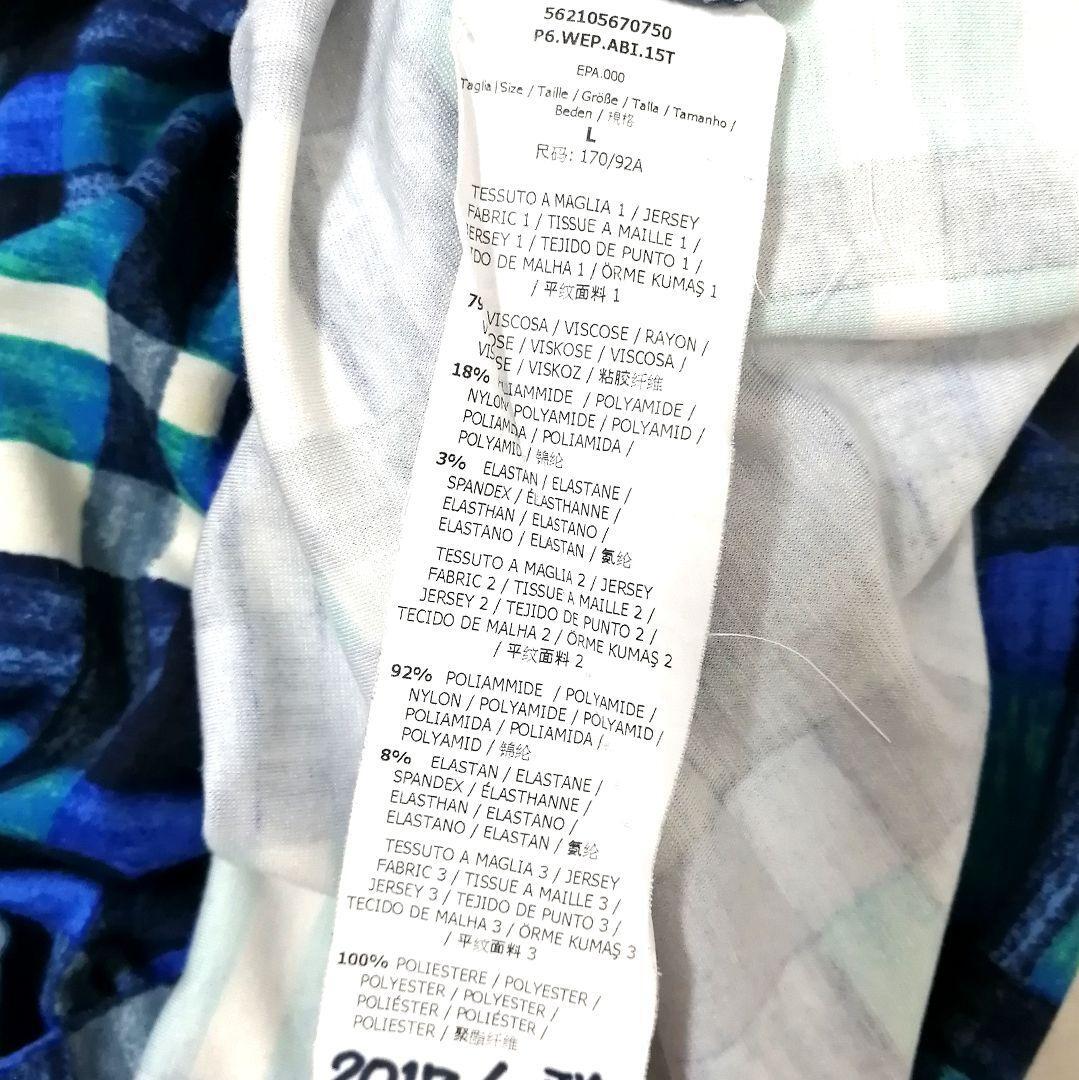 562105670750
P6.WEP.ABI.15T
EPA.000
Taglia|Size / Taille / Größe / Talla / Tamanho /
Beden / 規格
L
尺码: 170/92A
TESSUTO A MAGLIA 1 / JERSEY
FABRIC 1 / TISSUE A MAILLE 1 /
ERSEY 1 / TEJIDO DE PUNTO 1 /
DO DE MALHA 1 / ÖRME KUMAŞ 1
/ 平纹面料 1
79
VISCOSA / VISCOSE / RAYON /
OSE / VISKOSE / VISCOSA /
VISSE / VISKOZ / 粘胶纤维
18% LIAMMIDE / POLYAMIDE /
NYLON POLYAMIDE / POLYAMID /
POLIAMIDA / POLIAMIDA /
POLYAMID / 锦纶
3% ELASTAN / ELASTANE /
SPANDEX / ÉLASTHANNE /
ELASTHAN / ELASTANO /
ELASTANO / ELASTAN / 氨纶
TESSUTO A MAGLIA 2 / JERSEY
FABRIC 2 / TISSUE A MAILLE 2 /
JERSEY 2 / TEJIDO DE PUNTO 2 /
TECIDO DE MALHA 2 / ÖRME KUMAŞ 2
/ 平纹面料 2
92% POLIAMMIDE / POLYAMIDE /
NYLON / POLYAMIDE / POLYAMID /
POLIAMIDA / POLIAMIDA /
POLYAMID / 锦纶
8% ELASTAN / ELASTANE /
SPANDEX / ÉLASTHANNE /
ELASTHAN / ELASTANO /
ELASTANO / ELASTAN / 氨纶
TESSUTO A MAGLIA 3 / JERSEY
FABRIC 3 / TISSUE A MAILLE 3 /
JERSEY 3 / TEJIDO DE PUNTO 3 /
TECIDO DE MALHA 3 / ÖRME KUMAŞ 3
/ 平纹面料 3
100% POLIESTERE / POLYESTER /
POLYESTER / POLYESTER /
POLIÉSTER / POLIÉSTER /
POLIESTER / 聚酯纤维